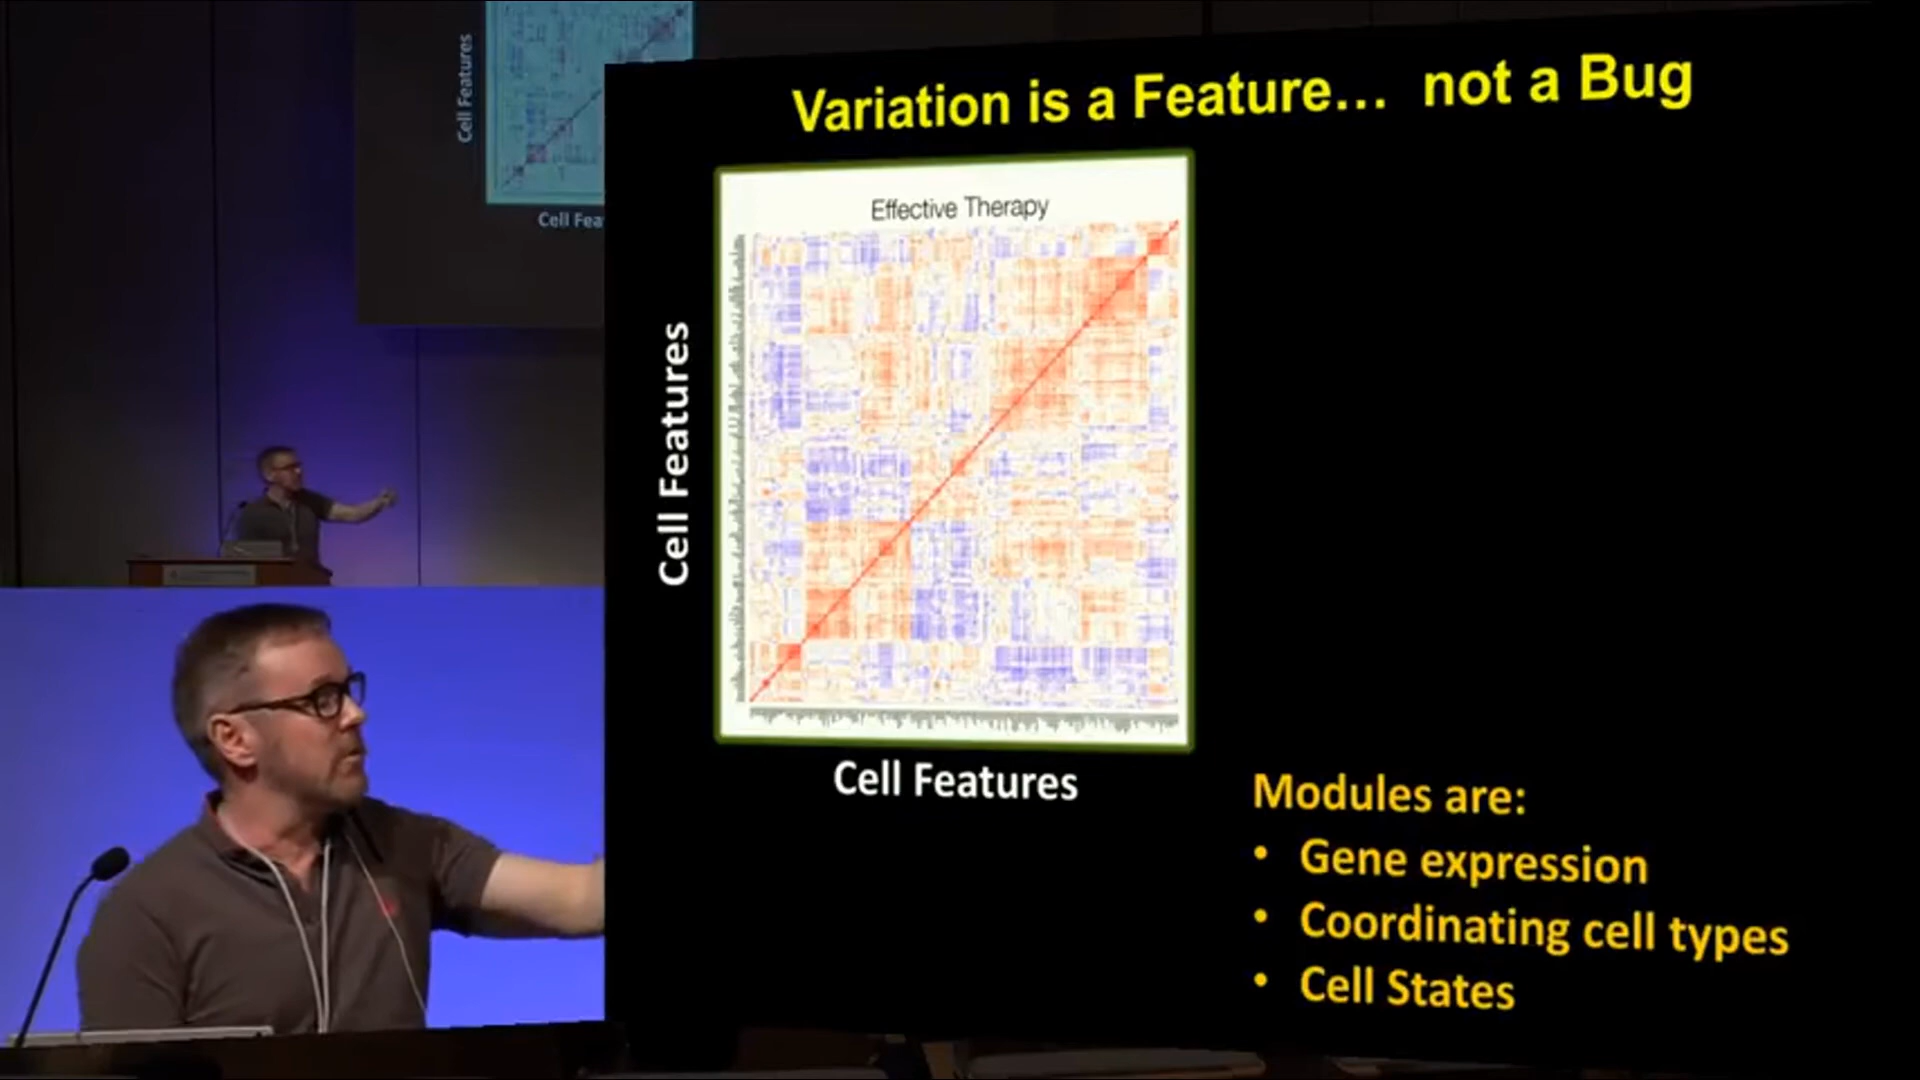 Cell Features
Cell Fea
Variation is a Feature... not a Bug
Effective Therapy
Cell Features
Cell Features
Modules are:
• Gene expression
• Coordinating cell types
• Cell States